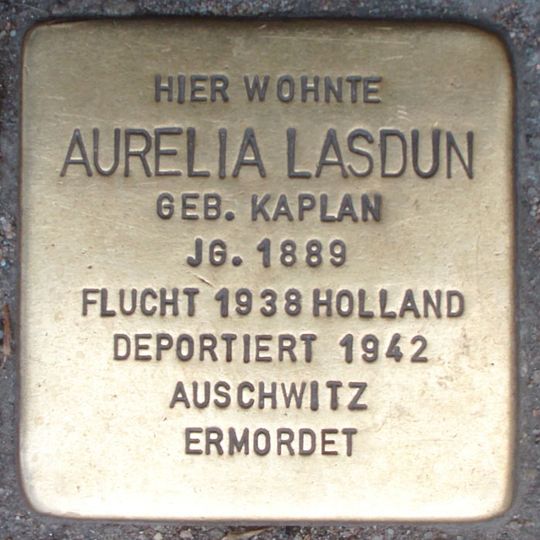 HIER WOHNTE
AURELIA LASDUN
GEB. KAPLAN
JG. 1889
FLUCHT 1938 HOLLAND
DEPORTIERT 1942
AUSCHWITZ
ERMORDET